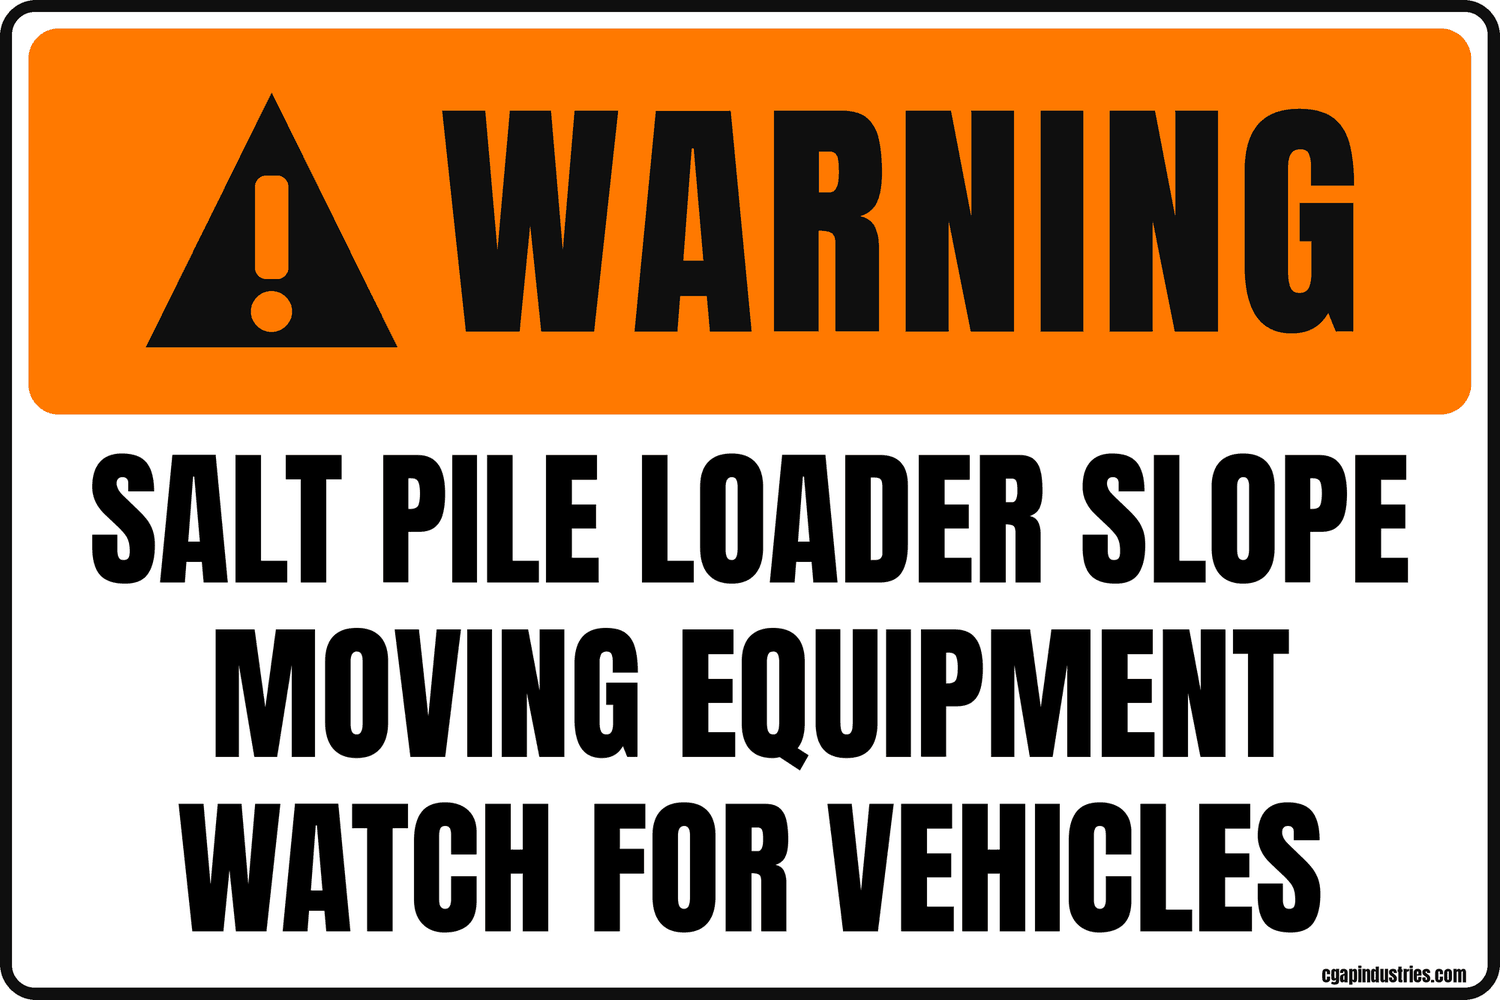 WARNING
SALT PILE LOADER SLOPE
MOVING EQUIPMENT
WATCH FOR VEHICLES
cgapindustries.com